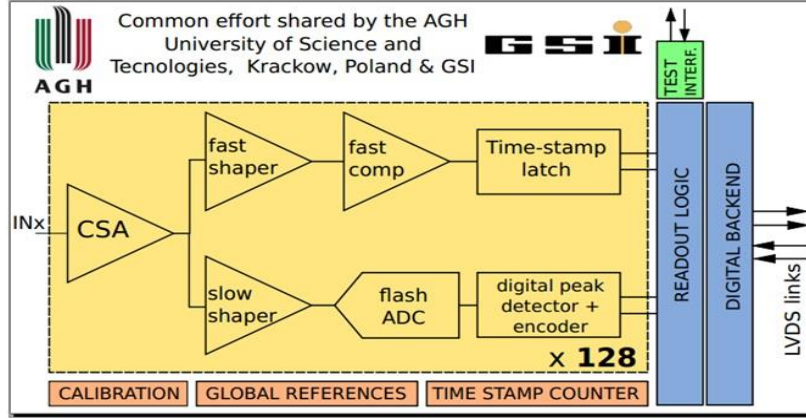 Common effort shared by the AGH
University of Science and
Tecnologies, Krackow, Poland & GSI
AGH
GSI
TEST
INTERF.
INx
CSA
fast
shaper
fast
comp
Time-stamp
latch
slow
shaper
flash
ADC
digital peak
detector +
encoder
x 128
READOUT LOGIC
DIGITAL BACKEND
LVDS links
CALIBRATION
GLOBAL REFERENCES
TIME STAMP COUNTER